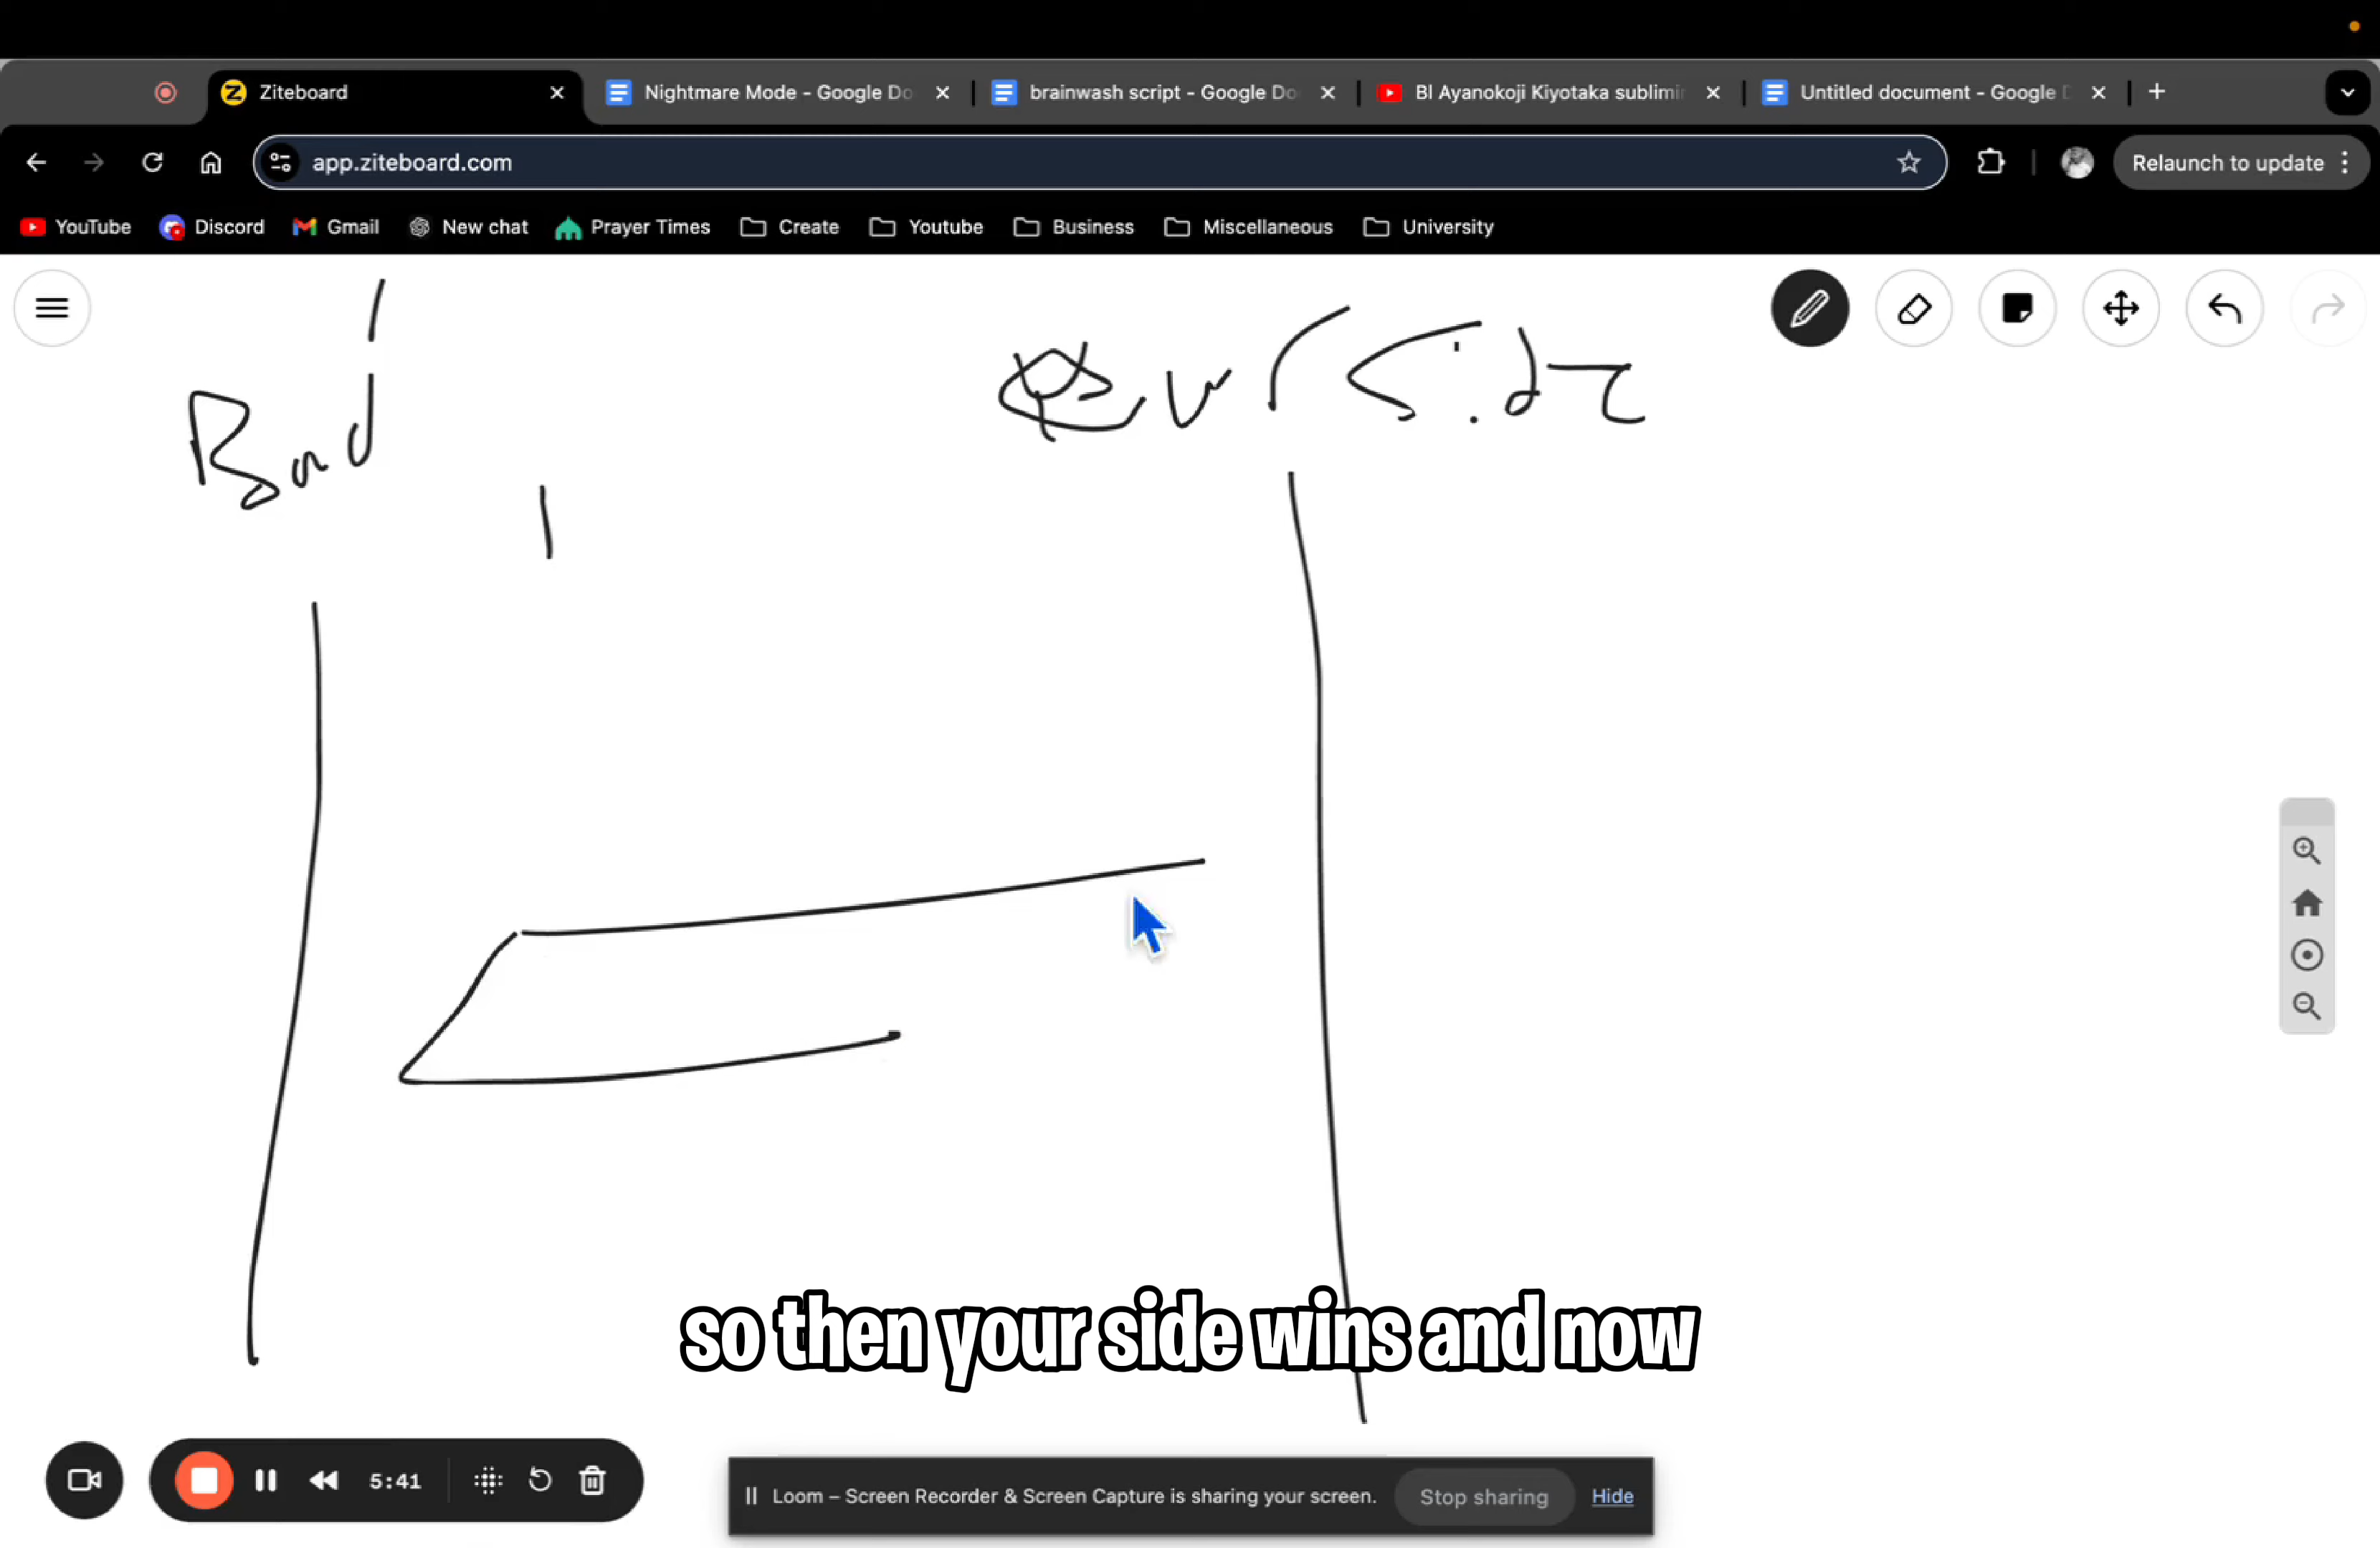 Ziteboard
Nightmare Mode - Google Do
brainwash script - Google Do
BI Ayanokoji Kiyotaka sublimin
Untitled document - Google D
app.ziteboard.com
Relaunch to update
YouTube
Discord
Gmail
New chat
Prayer Times
Create
Youtube
Business
Miscellaneous
University
Bad
Side
so then your side wins and now
5:41
Loom – Screen Recorder & Screen Capture is sharing your screen.
Stop sharing
Hide